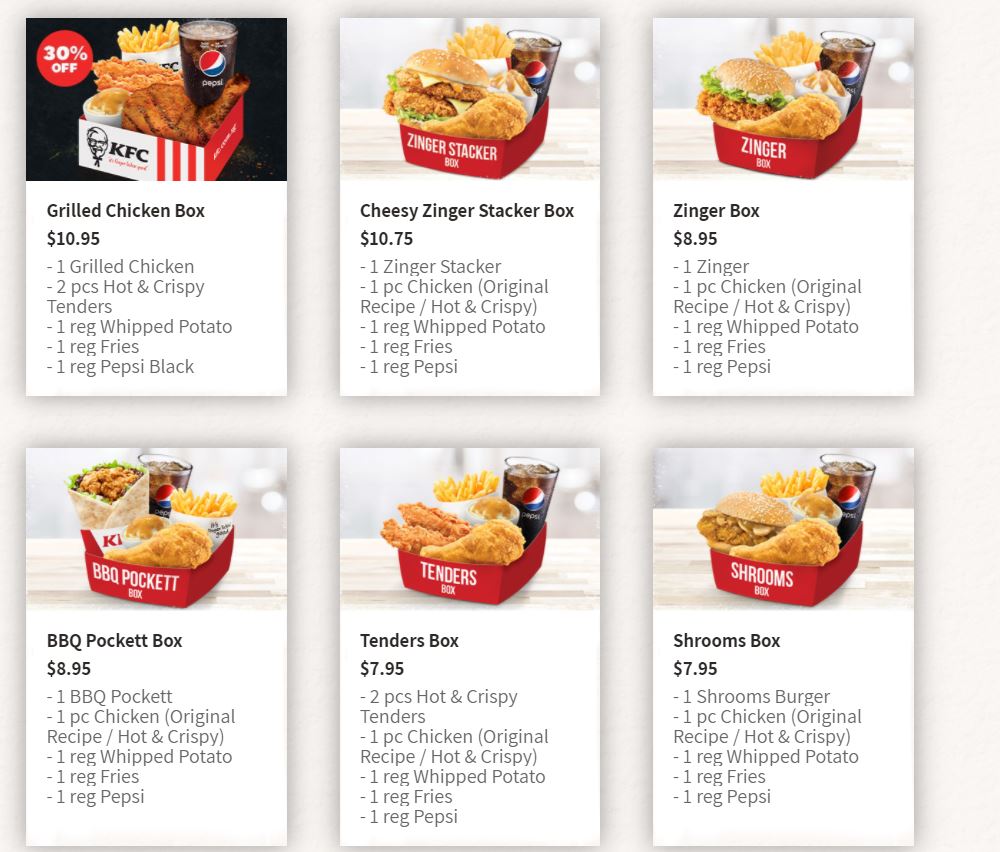 30%
OFF
KFC
pepsi
KFC
it's finger lickin' good
Grilled Chicken Box
$10.95
- 1 Grilled Chicken
- 2 pcs Hot & Crispy
Tenders
- 1 reg Whipped Potato
- 1 reg Fries
- 1 reg Pepsi Black
ZINGER STACKER
BOX
Cheesy Zinger Stacker Box
$10.75
- 1 Zinger Stacker
- 1 pc Chicken (Original
Recipe / Hot & Crispy)
- 1 reg Whipped Potato
- 1 reg Fries
- 1 reg Pepsi
ZINGER
BOX
Zinger Box
$8.95
- 1 Zinger
- 1 pc Chicken (Original
Recipe / Hot & Crispy)
- 1 reg Whipped Potato
- 1 reg Fries
- 1 reg Pepsi
BBQ POCKETT
BOX
BBQ Pockett Box
$8.95
- 1 BBQ Pockett
- 1 pc Chicken (Original
Recipe / Hot & Crispy)
- 1 reg Whipped Potato
- 1 reg Fries
- 1 reg Pepsi
pepsi
TENDERS
BOX
Tenders Box
$7.95
- 2 pcs Hot & Crispy
Tenders
- 1 pc Chicken (Original
Recipe / Hot & Crispy)
- 1 reg Whipped Potato
- 1 reg Fries
- 1 reg Pepsi
SHROOMS
BOX
Shrooms Box
$7.95
- 1 Shrooms Burger
- 1 pc Chicken (Original
Recipe / Hot & Crispy)
- 1 reg Whipped Potato
- 1 reg Fries
- 1 reg Pepsi